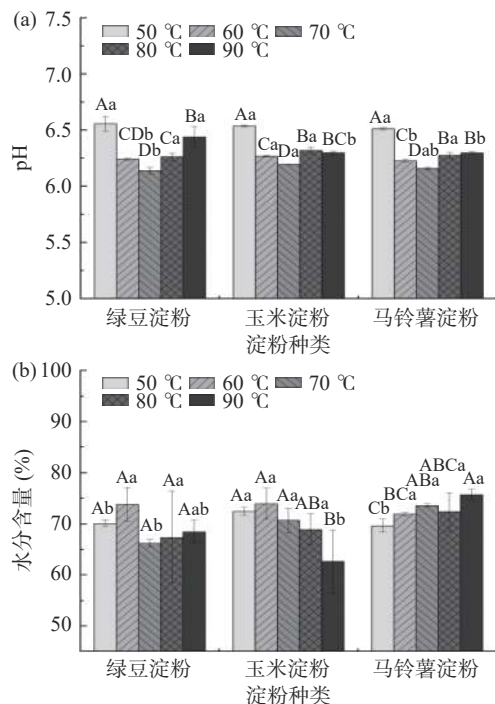 (a)
7.5
7.0
6.5
6.0
5.5
5.0
pH
50 ℃ 60 ℃ 70 ℃
80 ℃ 90 ℃
Aa CDb Db Ca Ba
Aa Ca Da Ba BCb
Aa Cb Dab Ba Bb
绿豆淀粉 玉米淀粉 马铃薯淀粉
淀粉种类
(b)
100
90
80
70
60
50
水分含量 (%)
50 ℃ 60 ℃ 70 ℃
80 ℃ 90 ℃
Ab Aa Ab Aa Aab
Aa Aa Aa ABa Bb
Cb BCa ABa ABCa Aa
绿豆淀粉 玉米淀粉 马铃薯淀粉
淀粉种类